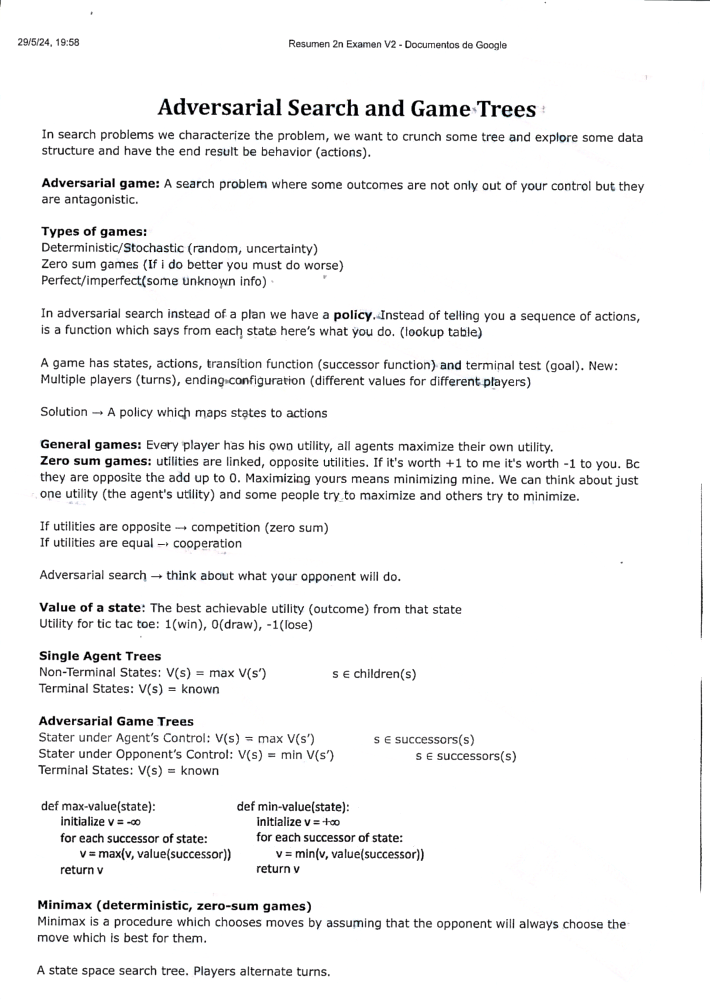 29/5/24, 19:58 Resumen 2n Examen V2 - Documentos de Google
Adversarial Search and Game Trees
In search problems we characterize the problem, we want to crunch some tree and explore some data
structure and have the end result be behavior (actions).
Adversarial game: A search problem where some outcomes are not only out of your control but they
are antagonistic.
Types of games:
Deterministic/Stochastic (random, uncertainty)
Zero sum games (If i do better you must do worse)
Perfect/imperfect(some unknown info)
In adversarial search instead of a plan we have a policy. Instead of telling you a sequence of actions,
is a function which says from each state here's what you do. (lookup table)
A game has states, actions, transition function (successor function) and terminal test (goal). New:
Multiple players (turns), ending configuration (different values for different players)
Solution → A policy which maps states to actions
General games: Every player has his own utility, all agents maximize their own utility.
Zero sum games: utilities are linked, opposite utilities. If it's worth +1 to me it's worth -1 to you. Bc
they are opposite the add up to 0. Maximizing yours means minimizing mine. We can think about just
one utility (the agent's utility) and some people try to maximize and others try to minimize.
If utilities are opposite → competition (zero sum)
If utilities are equal → cooperation
Adversarial search → think about what your opponent will do.
Value of a state: The best achievable utility (outcome) from that state
Utility for tic tac toe: 1(win), 0(draw), -1(lose)
Single Agent Trees
Non-Terminal States: V(s) = max V(s') s ∈ children(s)
Terminal States: V(s) = known
Adversarial Game Trees
Stater under Agent's Control: V(s) = max V(s') s ∈ successors(s)
Stater under Opponent's Control: V(s) = min V(s') s ∈ successors(s)
Terminal States: V(s) = known
def max-value(state): def min-value(state):
initialize v = -∞ initialize v = +∞
for each successor of state: for each successor of state:
v = max(v, value(successor)) v = min(v, value(successor))
return v return v
Minimax (deterministic, zero-sum games)
Minimax is a procedure which chooses moves by assuming that the opponent will always choose the
move which is best for them.
A state space search tree. Players alternate turns.